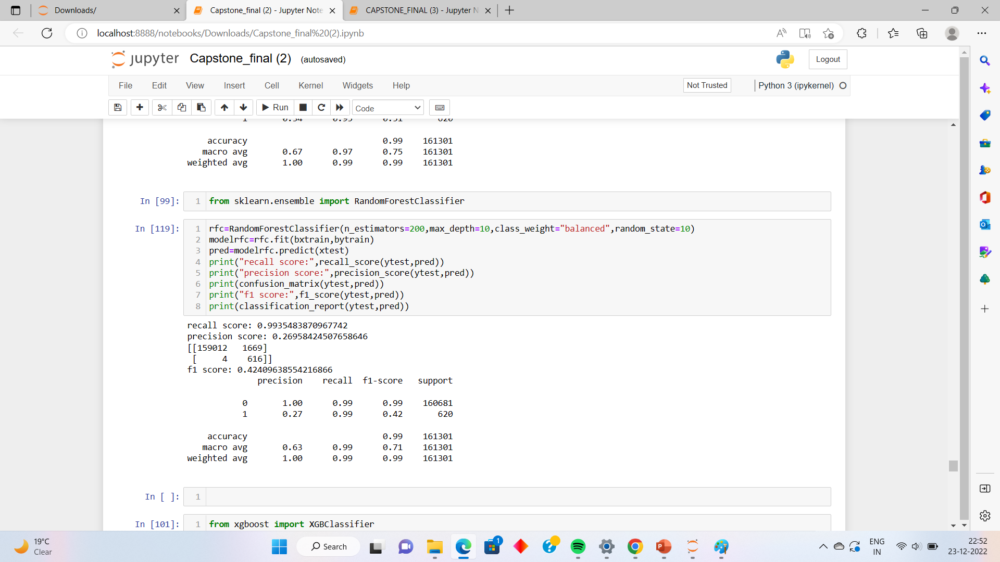 Downloads/
Capstone_final (2) - Jupyter Note
CAPSTONE_FINAL (3) - Jupyter N
localhost:8888/notebooks/Downloads/Capstone_final%20(2).ipynb
jupyter Capstone_final (2) (autosaved)
Logout
File Edit View Insert Cell Kernel Widgets Help
Not Trusted
Python 3 (ipykernel)
Run
Code
accuracy 0.99 161301
macro avg 0.67 0.97 0.75 161301
weighted avg 1.00 0.99 0.99 161301
In [99]: 1 from sklearn.ensemble import RandomForestClassifier
In [119]: 1 rfc=RandomForestClassifier(n_estimators=200,max_depth=10,class_weight="balanced",random_state=10)
2 modelrfc=rfc.fit(bxtrain,bytrain)
3 pred=modelrfc.predict(xtest)
4 print("recall score:",recall_score(ytest,pred))
5 print("precision score:",precision_score(ytest,pred))
6 print(confusion_matrix(ytest,pred))
7 print("f1 score:",f1_score(ytest,pred))
8 print(classification_report(ytest,pred))
recall score: 0.9935483870967742
precision score: 0.26958424507658646
[[159012 1669]
[ 4 616]]
f1 score: 0.42409638554216866
precision recall f1-score support
0 1.00 0.99 0.99 160681
1 0.27 0.99 0.42 620
accuracy 0.99 161301
macro avg 0.63 0.99 0.71 161301
weighted avg 1.00 0.99 0.99 161301
In [ ]: 1
In [101]: 1 from xgboost import XGBClassifier
19°C
Clear
Search
1
ENG
IN
22:52
23-12-2022